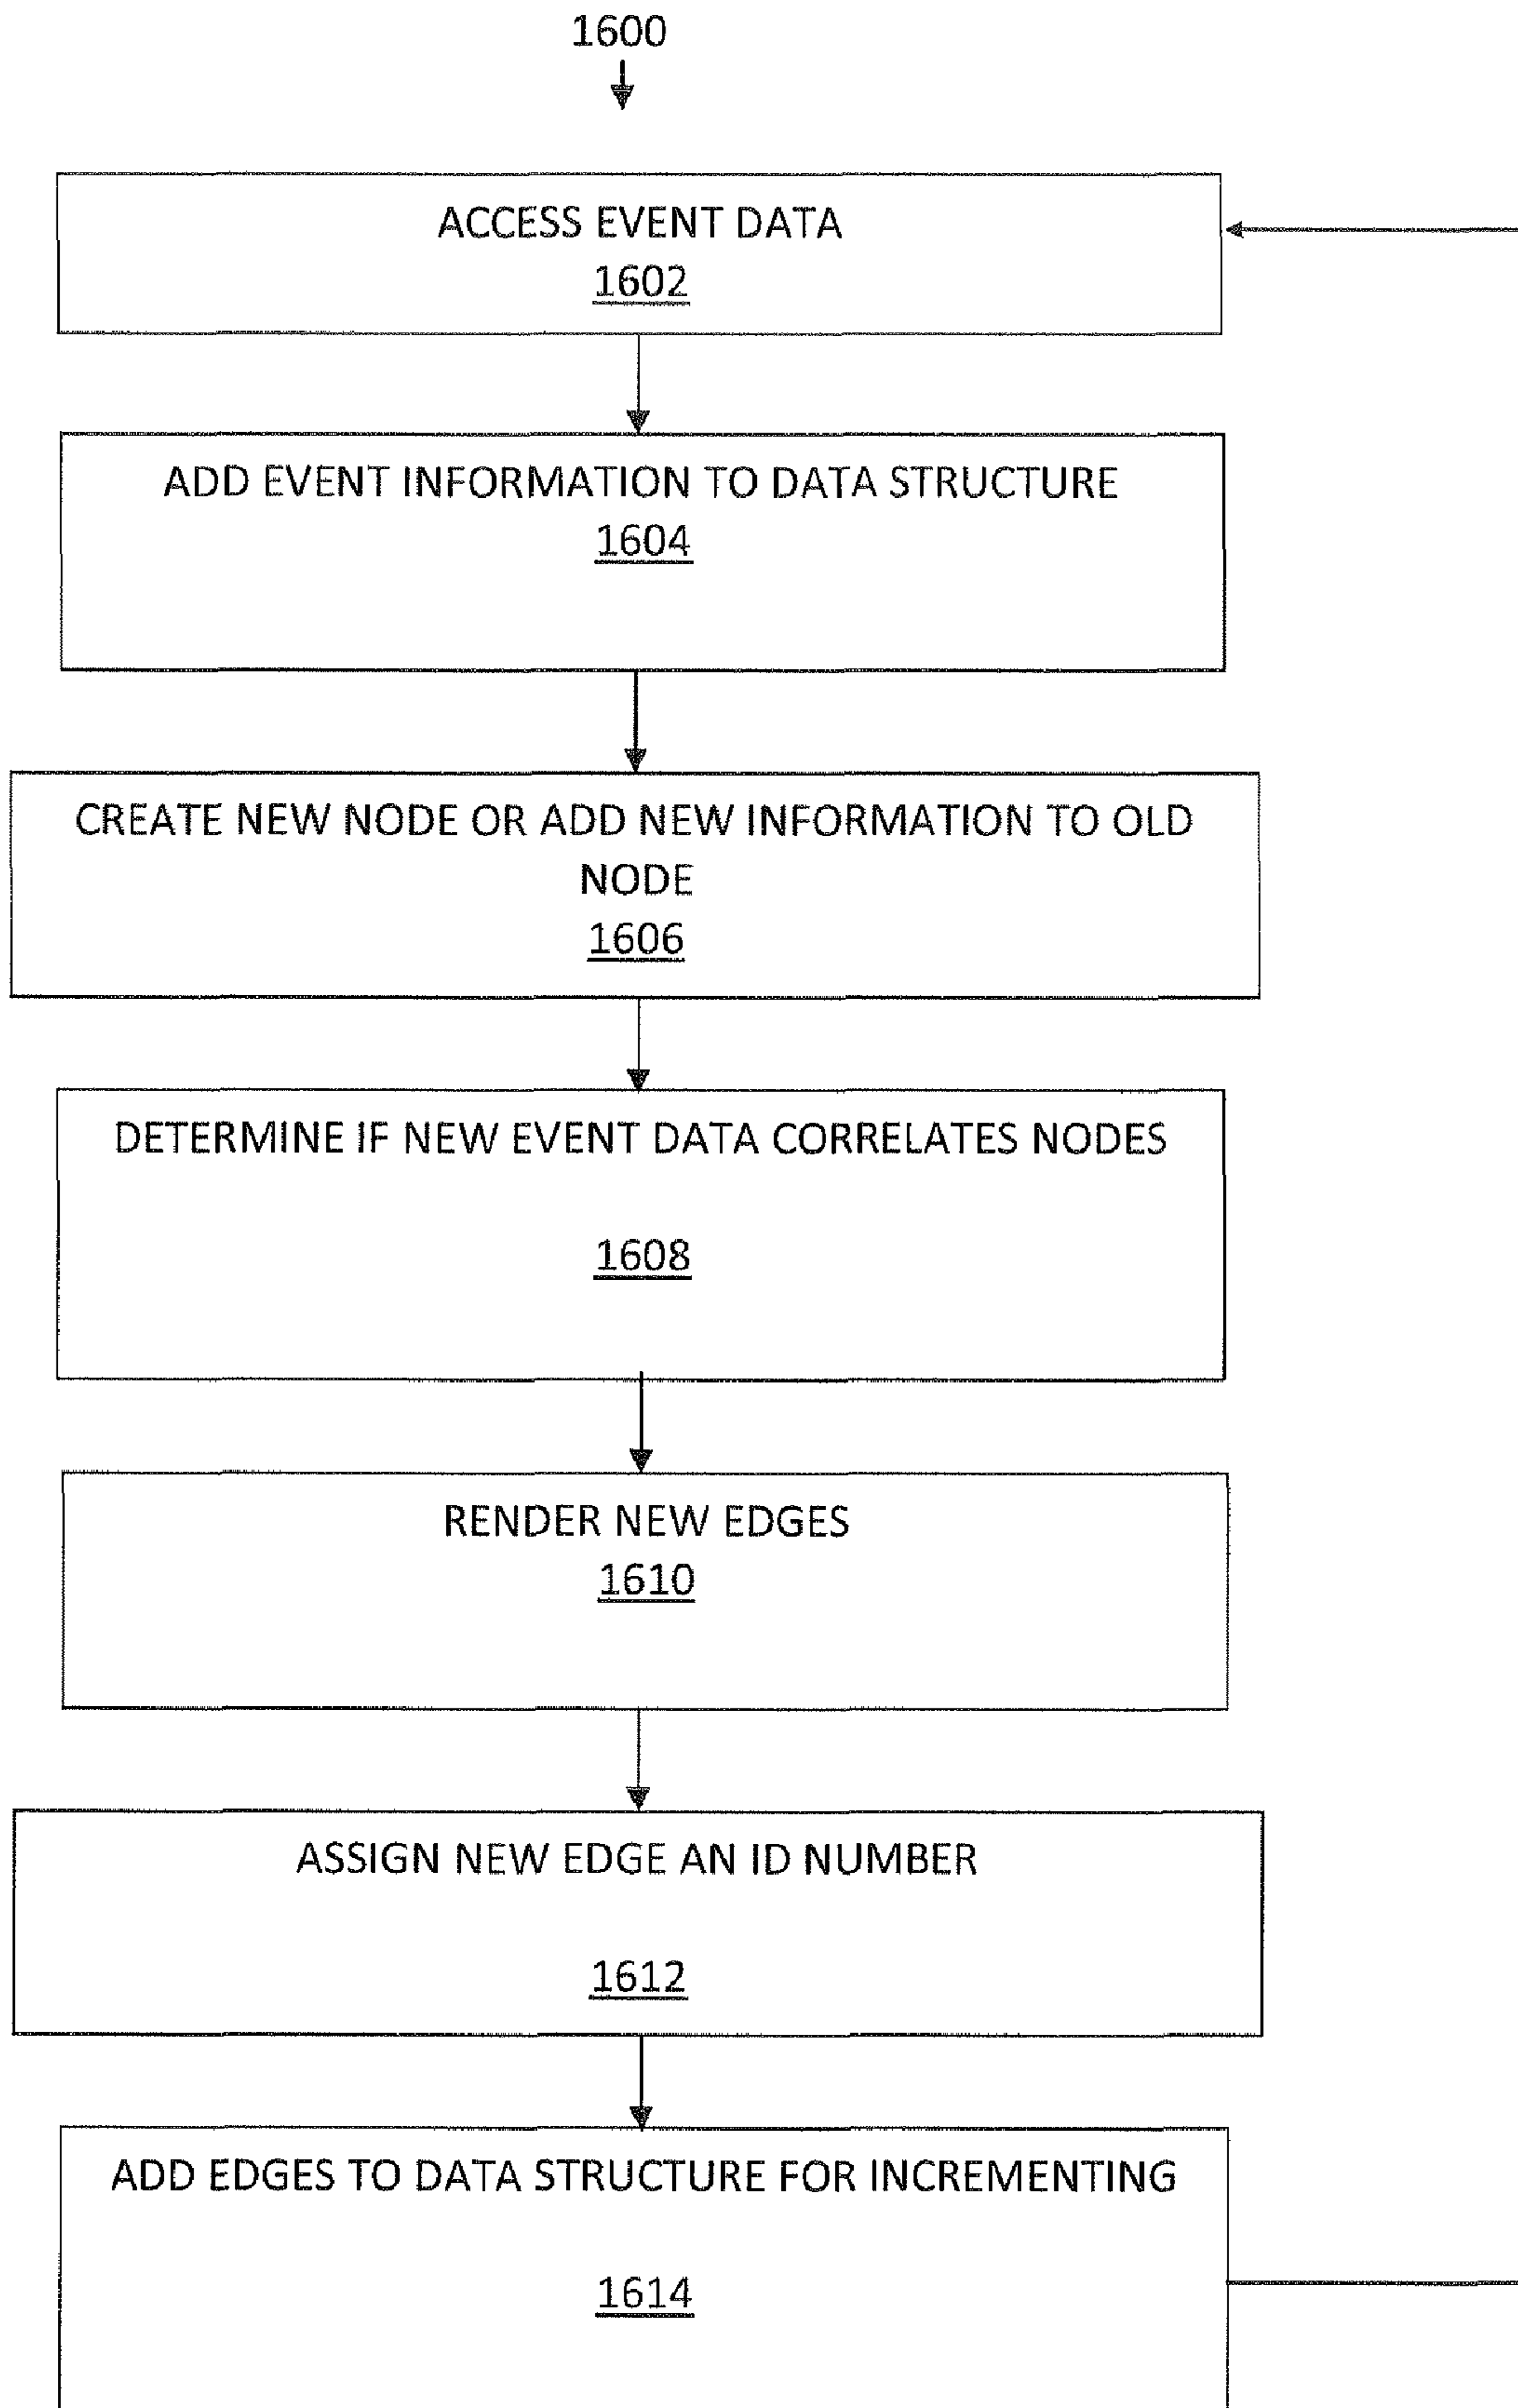 1600
ACCESS EVENT DATA
1602
ADD EVENT INFORMATION TO DATA STRUCTURE
1604
CREATE NEW NODE OR ADD NEW INFORMATION TO OLD
NODE
1606
DETERMINE IF NEW EVENT DATA CORRELATES NODES
1608
RENDER NEW EDGES
1610
ASSIGN NEW EDGE AN ID NUMBER
1612
ADD EDGES TO DATA STRUCTURE FOR INCREMENTING
1614